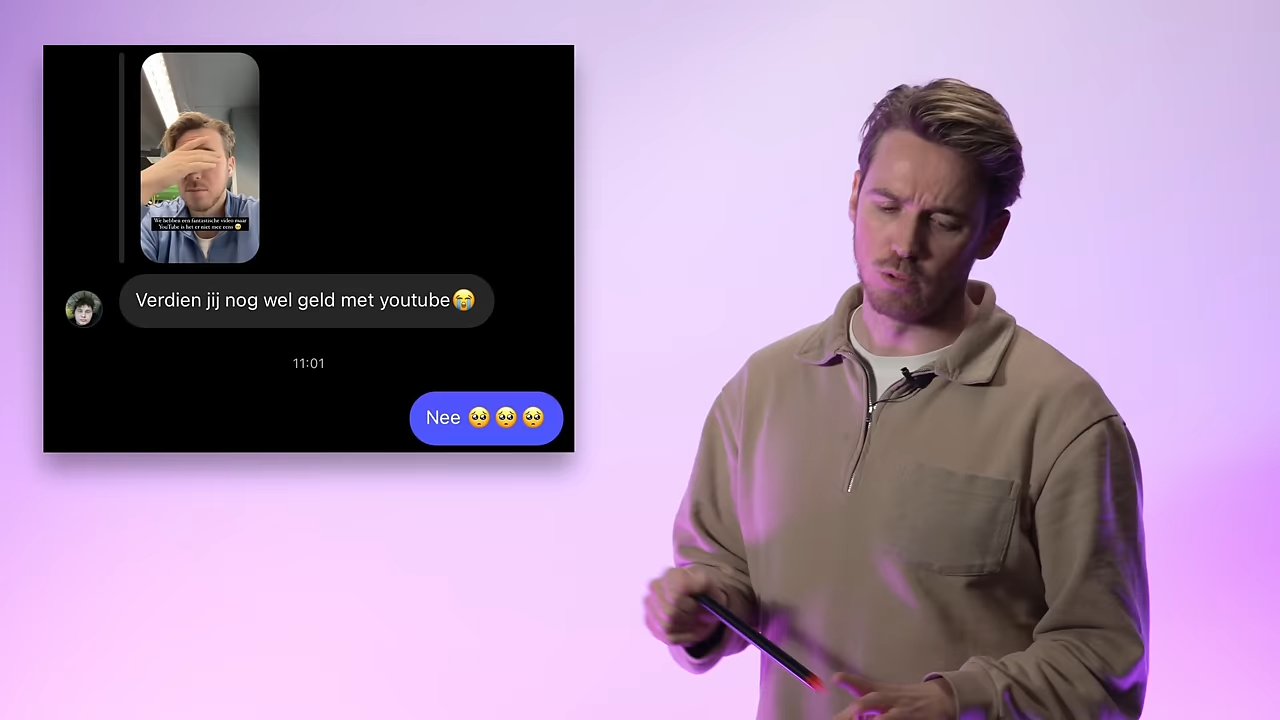 We hebben een fantastische video maar
YouTube is het er niet mee eens 🥺
Verdien jij nog wel geld met youtube😭
11:01
Nee 🥺🥺🥺